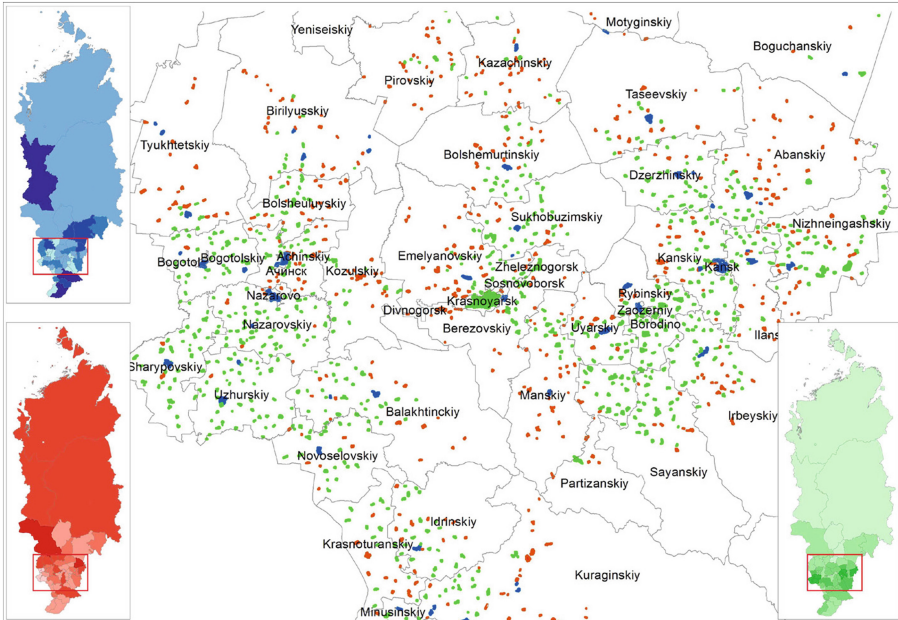 Motyginskiy
Yeniseiskiy
Boguchanskiy
Kazachinskiy
Pirovskiy
Taseevskiy
Birilyusskiy
Tyukhtetskiy
Bolshemurtinskiy
Abanskiy
Dzerzhinskiy
Bolsheuluyskiy
Sukhobuzimskiy
Nizhneingashskiy
Bogotol
Bogotolskiy
Achinskiy
Emelyanovskiy
Kanskiy
Zheleznogorsk
Kansk
Ачинск
Kozulskiy
Sosnovoborsk
Nazarovo
Krasnoyarsk
Rybinskiy
Divnogorsk
Zaozerniy
Nazarovskiy
Berezovskiy
Uyarskiy
Borodino
Ilans
Sharypovskiy
Uzhurskiy
Manskiy
Balakhtinckiy
Irbeyskiy
Novoselovskiy
Sayanskiy
Partizanskiy
Idrinskiy
Krasnoturanskiy
Kuraginskiy
Minusinskiy